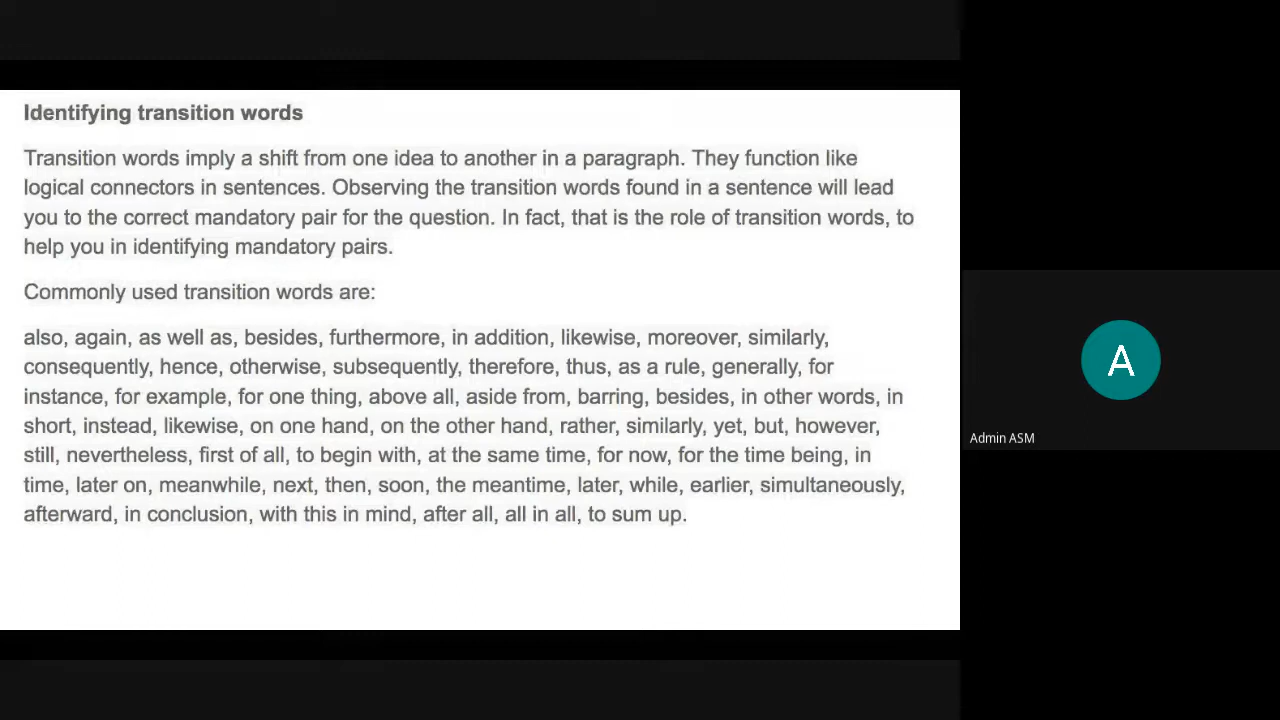 Identifying transition words
Transition words imply a shift from one idea to another in a paragraph. They function like
logical connectors in sentences. Observing the transition words found in a sentence will lead
you to the correct mandatory pair for the question. In fact, that is the role of transition words, to
help you in identifying mandatory pairs.
Commonly used transition words are:
also, again, as well as, besides, furthermore, in addition, likewise, moreover, similarly,
consequently, hence, otherwise, subsequently, therefore, thus, as a rule, generally, for
instance, for example, for one thing, above all, aside from, barring, besides, in other words, in
short, instead, likewise, on one hand, on the other hand, rather, similarly, yet, but, however,
still, nevertheless, first of all, to begin with, at the same time, for now, for the time being, in
time, later on, meanwhile, next, then, soon, the meantime, later, while, earlier, simultaneously,
afterward, in conclusion, with this in mind, after all, all in all, to sum up.
A
Admin ASM